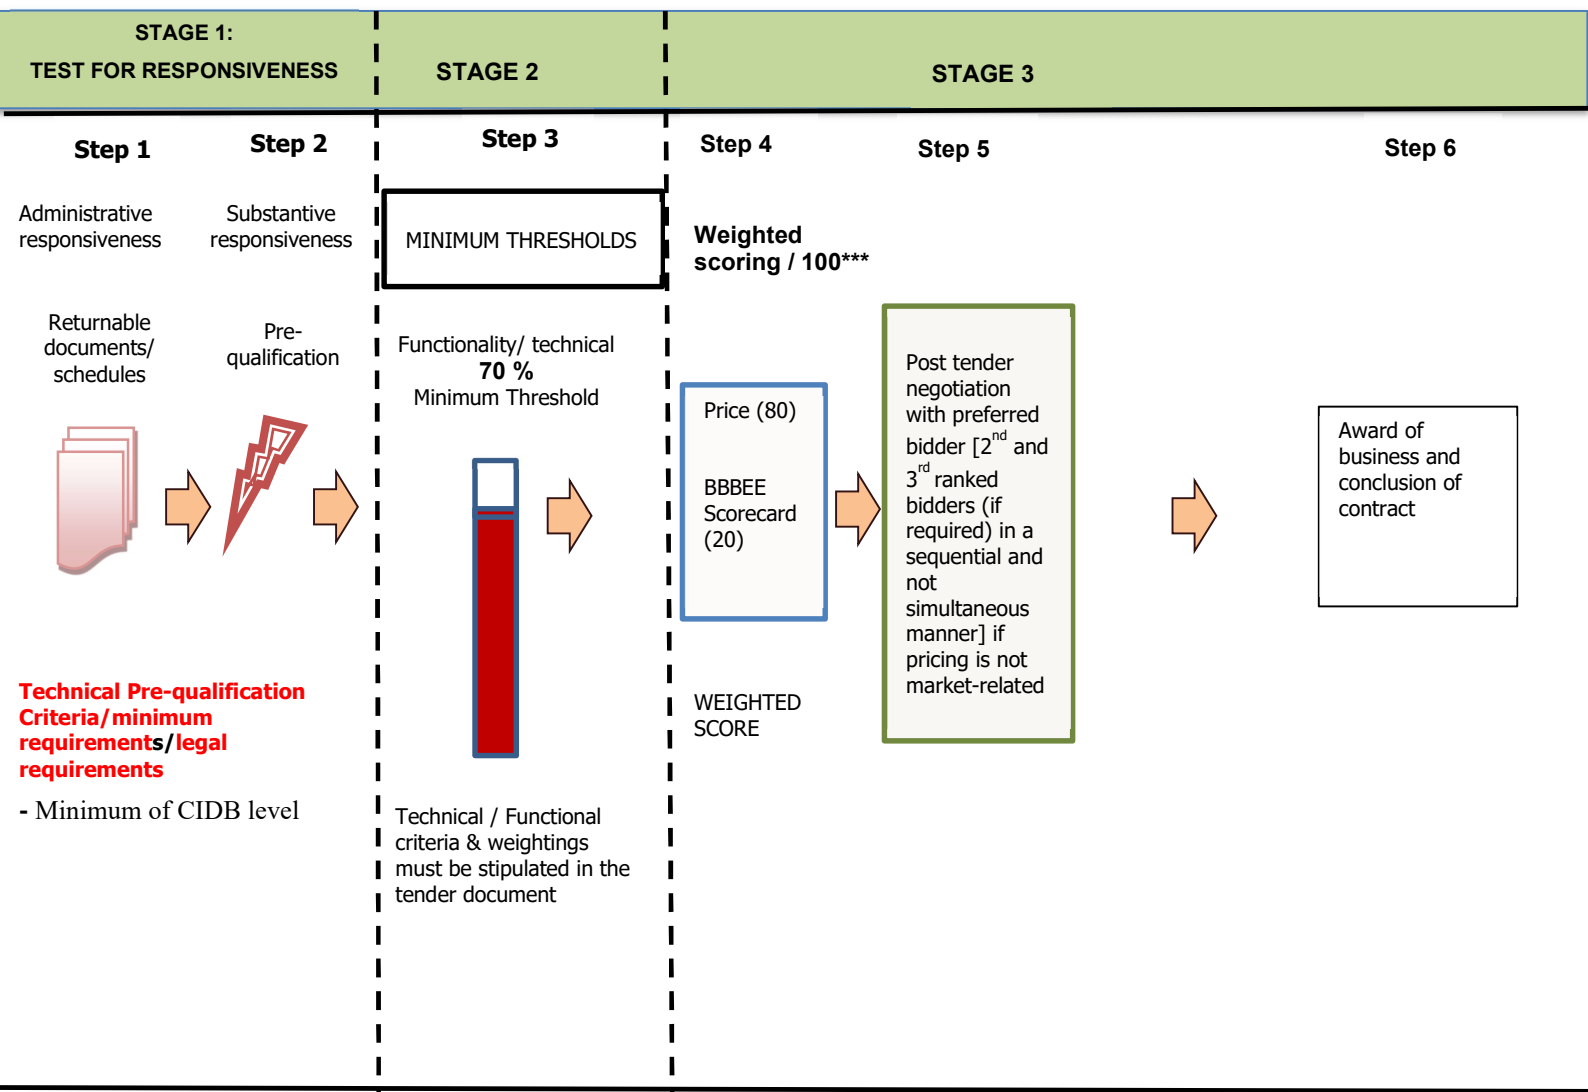 STAGE 1:
TEST FOR RESPONSIVENESS
STAGE 2
STAGE 3
Step 1
Step 2
Step 3
Step 4
Step 5
Step 6
Administrative
responsiveness
Substantive
responsiveness
MINIMUM THRESHOLDS
Weighted
scoring / 100***
Returnable
documents/
schedules
Pre-
qualification
Functionality/ technical
70 %
Minimum Threshold
Price (80)
BBBEE
Scorecard
(20)
Post tender
negotiation
with preferred
bidder [2nd and
3rd ranked
bidders (if
required) in a
sequential and
not
simultaneous
manner] if
pricing is not
market-related
Award of
business and
conclusion of
contract
Technical Pre-qualification
Criteria/minimum
requirements/legal
requirements
- Minimum of CIDB level
WEIGHTED
SCORE
Technical / Functional
criteria & weightings
must be stipulated in the
tender document